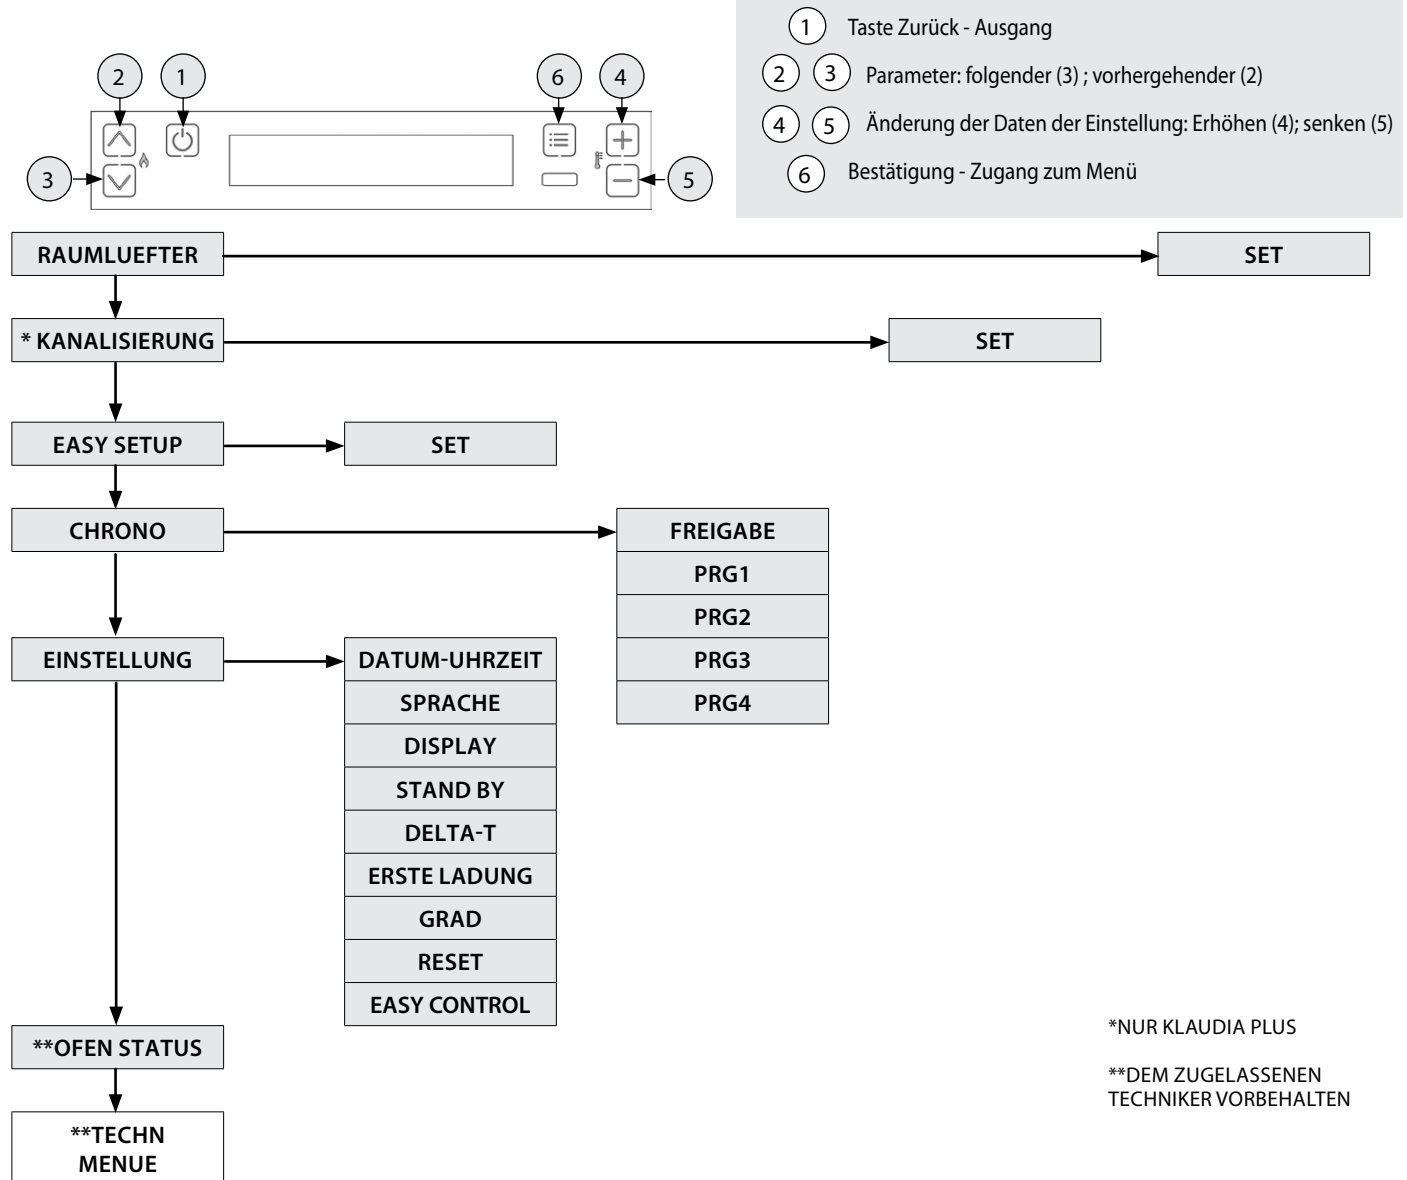 1 Taste Zurück - Ausgang
2 3 Parameter: folgender (3) ; vorhergehender (2)
4 5 Änderung der Daten der Einstellung: Erhöhen (4); senken (5)
6 Bestätigung - Zugang zum Menü
2 1 6 4
3 5
RAUMLUEFTER SET
* KANALISIERUNG SET
EASY SETUP SET
CHRONO FREIGABE
PRG1
PRG2
PRG3
PRG4
EINSTELLUNG DATUM-UHRZEIT
SPRACHE
DISPLAY
STAND BY
DELTA-T
ERSTE LADUNG
GRAD
RESET
EASY CONTROL
**OFEN STATUS
**TECHN
MENUE
*NUR KLAUDIA PLUS
**DEM ZUGELASSENEN
TECHNIKER VORBEHALTEN